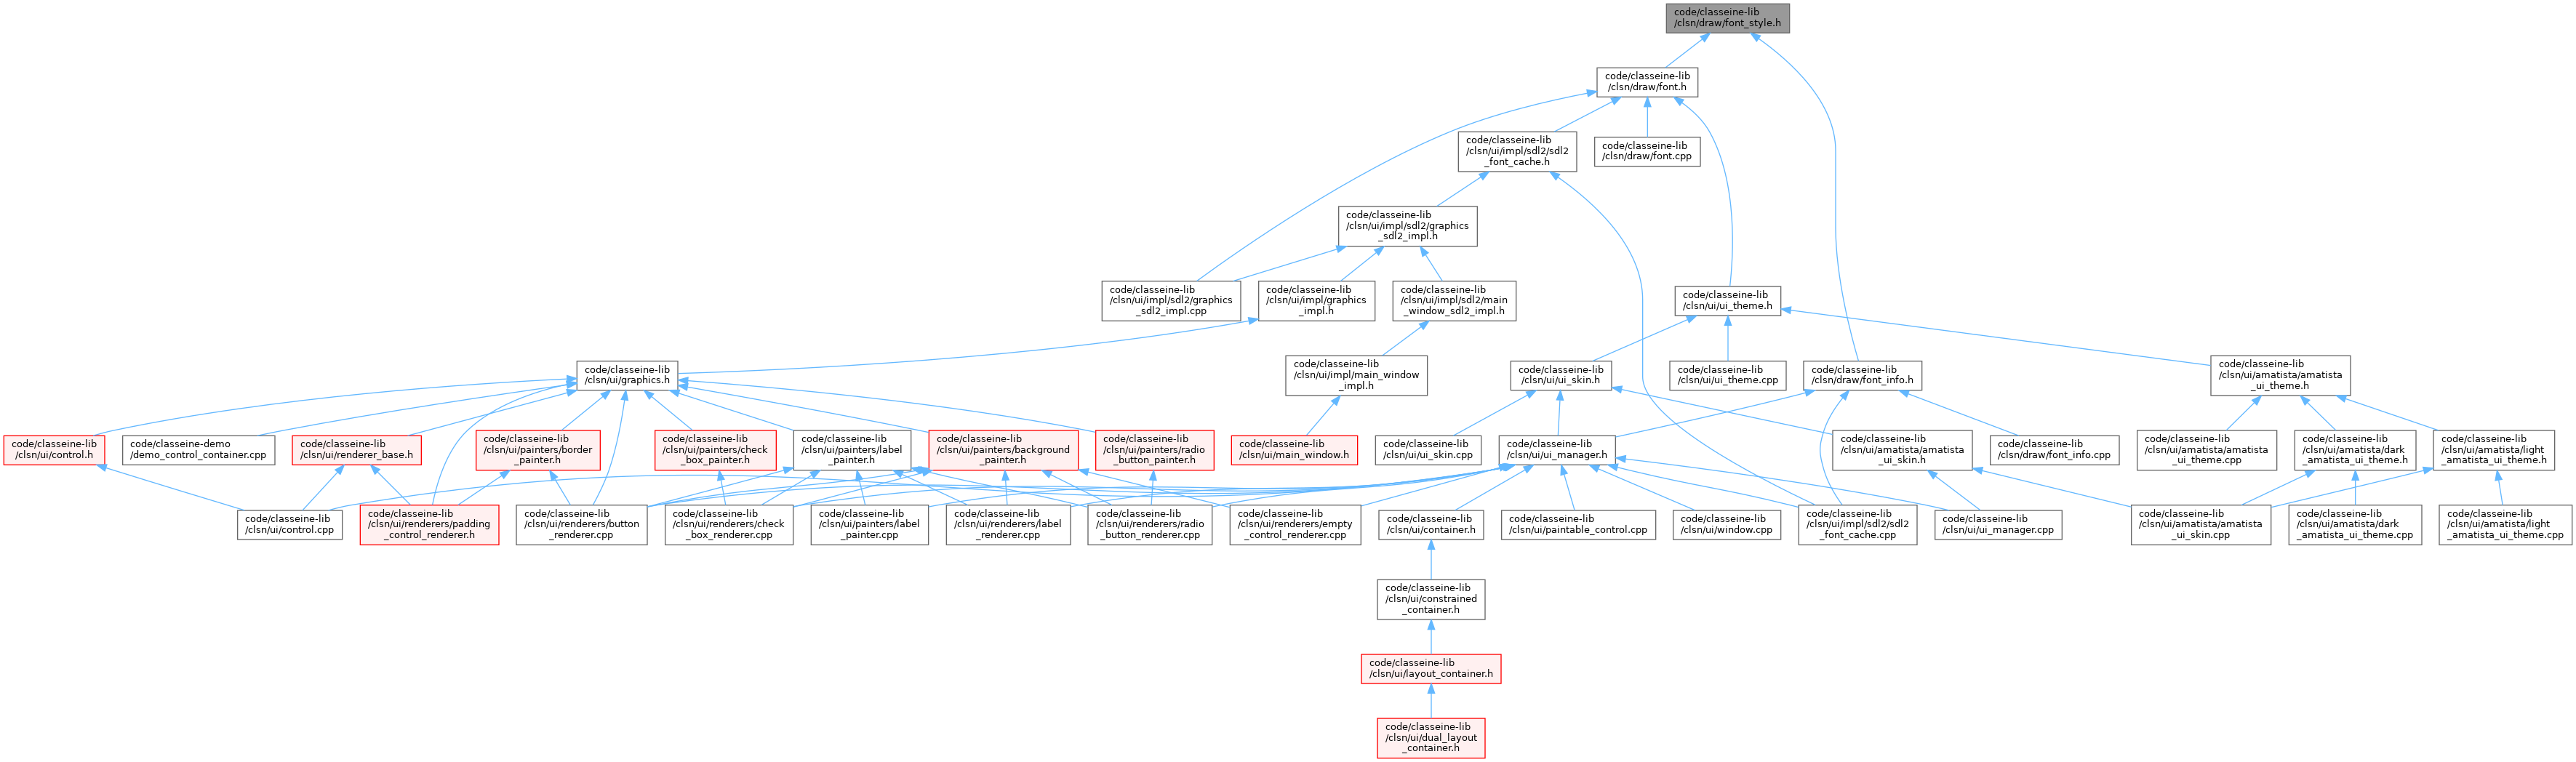 code/classeine-lib
/clsn/draw/font_style.h
code/classeine-lib
/clsn/draw/font.h
code/classeine-lib
/clsn/ui/impl/sdl2/sdl2
_font_cache.h
code/classeine-lib
/clsn/draw/font.cpp
code/classeine-lib
/clsn/ui/impl/sdl2/graphics
_sdl2_impl.h
code/classeine-lib
/clsn/ui/impl/sdl2/graphics
_sdl2_impl.cpp
code/classeine-lib
/clsn/ui/impl/graphics
_impl.h
code/classeine-lib
/clsn/ui/impl/sdl2/main
_window_sdl2_impl.h
code/classeine-lib
/clsn/ui/ui_theme.h
code/classeine-lib
/clsn/ui/graphics.h
code/classeine-lib
/clsn/ui/impl/main_window
_impl.h
code/classeine-lib
/clsn/ui/ui_skin.h
code/classeine-lib
/clsn/ui/ui_theme.cpp
code/classeine-lib
/clsn/draw/font_info.h
code/classeine-lib
/clsn/ui/amatista/amatista
_ui_theme.h
code/classeine-lib
/clsn/ui/control.h
code/classeine-demo
/demo_control_container.cpp
code/classeine-lib
/clsn/ui/renderer_base.h
code/classeine-lib
/clsn/ui/painters/border
_painter.h
code/classeine-lib
/clsn/ui/painters/check
_box_painter.h
code/classeine-lib
/clsn/ui/painters/label
_painter.h
code/classeine-lib
/clsn/ui/painters/background
_painter.h
code/classeine-lib
/clsn/ui/painters/radio
_button_painter.h
code/classeine-lib
/clsn/ui/main_window.h
code/classeine-lib
/clsn/ui/ui_skin.cpp
code/classeine-lib
/clsn/ui/ui_manager.h
code/classeine-lib
/clsn/ui/amatista/amatista
_ui_skin.h
code/classeine-lib
/clsn/draw/font_info.cpp
code/classeine-lib
/clsn/ui/amatista/amatista
_ui_theme.cpp
code/classeine-lib
/clsn/ui/amatista/dark
_amatista_ui_theme.h
code/classeine-lib
/clsn/ui/amatista/light
_amatista_ui_theme.h
code/classeine-lib
/clsn/ui/control.cpp
code/classeine-lib
/clsn/ui/renderers/padding
_control_renderer.h
code/classeine-lib
/clsn/ui/renderers/button
_renderer.cpp
code/classeine-lib
/clsn/ui/renderers/check
_box_renderer.cpp
code/classeine-lib
/clsn/ui/painters/label
_painter.cpp
code/classeine-lib
/clsn/ui/renderers/label
_renderer.cpp
code/classeine-lib
/clsn/ui/renderers/radio
_button_renderer.cpp
code/classeine-lib
/clsn/ui/renderers/empty
_control_renderer.cpp
code/classeine-lib
/clsn/ui/container.h
code/classeine-lib
/clsn/ui/paintable_control.cpp
code/classeine-lib
/clsn/ui/window.cpp
code/classeine-lib
/clsn/ui/impl/sdl2/sdl2
_font_cache.cpp
code/classeine-lib
/clsn/ui/ui_manager.cpp
code/classeine-lib
/clsn/ui/amatista/amatista
_ui_skin.cpp
code/classeine-lib
/clsn/ui/amatista/dark
_amatista_ui_theme.cpp
code/classeine-lib
/clsn/ui/amatista/light
_amatista_ui_theme.cpp
code/classeine-lib
/clsn/ui/constrained
_container.h
code/classeine-lib
/clsn/ui/layout_container.h
code/classeine-lib
/clsn/ui/dual_layout
_container.h